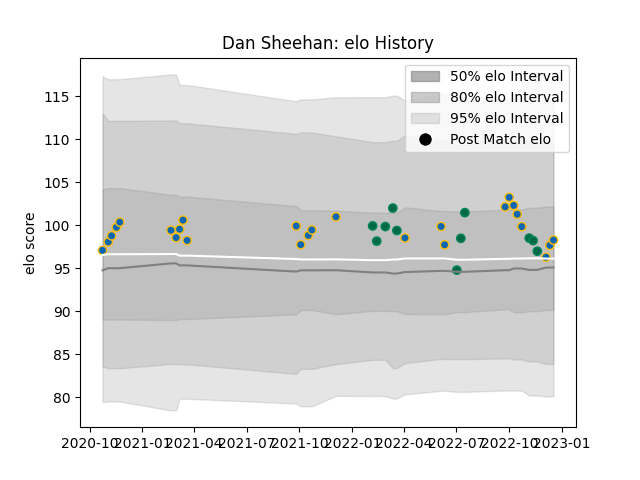 Dan Sheehan: elo History
50% elo Interval
80% elo Interval
95% elo Interval
Post Match elo
elo score
115
110
105
100
95
90
85
80
2020-10 2021-01 2021-04 2021-07 2021-10 2022-01 2022-04 2022-07 2022-10 2023-01